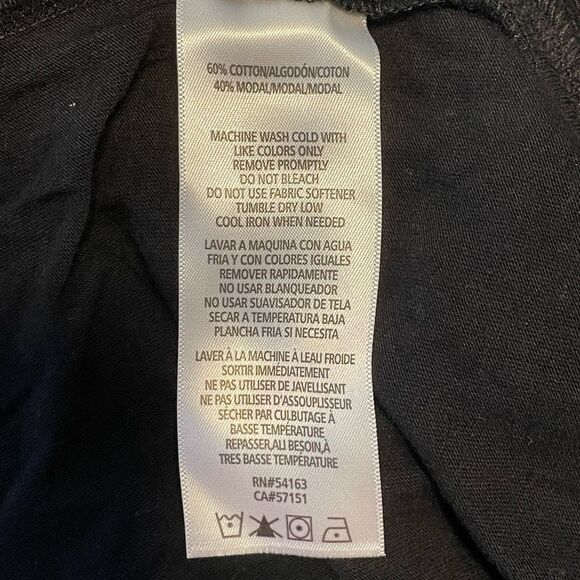 60% COTTON/ALGODÓN/COTON
40% MODAL/MODAL/MODAL
MACHINE WASH COLD WITH
LIKE COLORS ONLY
REMOVE PROMPTLY
DO NOT BLEACH
DO NOT USE FABRIC SOFTENER
TUMBLE DRY LOW
COOL IRON WHEN NEEDED
LAVAR A MAQUINA CON AGUA
FRIA Y CON COLORES IGUALES
REMOVER RAPIDAMENTE
NO USAR BLANQUEADOR
NO USAR SUAVISADOR DE TELA
SECAR A TEMPERATURA BAJA
PLANCHA FRIA SI NECESITA
LAVER À LA MACHINE À LEAU FROIDE
SORTIR IMMÉDIATEMENT
NE PAS UTILISER DE JAVELLISANT
NE PAS UTILISER D'ASSOUPLISSEUR
SÉCHER PAR CULBUTAGE À
BASSE TEMPÉRATURE
REPASSER,ALI BESOIN,À
TRES BASSE TEMPÉRATURE
RN#54163
CA#57151